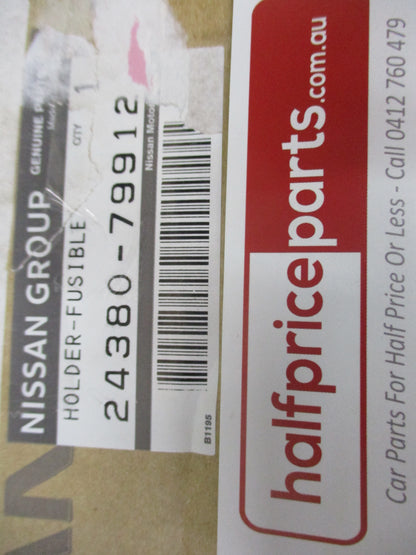 NISSAN GROUP
GENUINE
HOLDER-FUSIBLE
QTY 1
24380-79912
Nissan Motor
B1195
halfpriceparts.com.au
Car Parts For Half Price Or Less - Call 0412 760 479